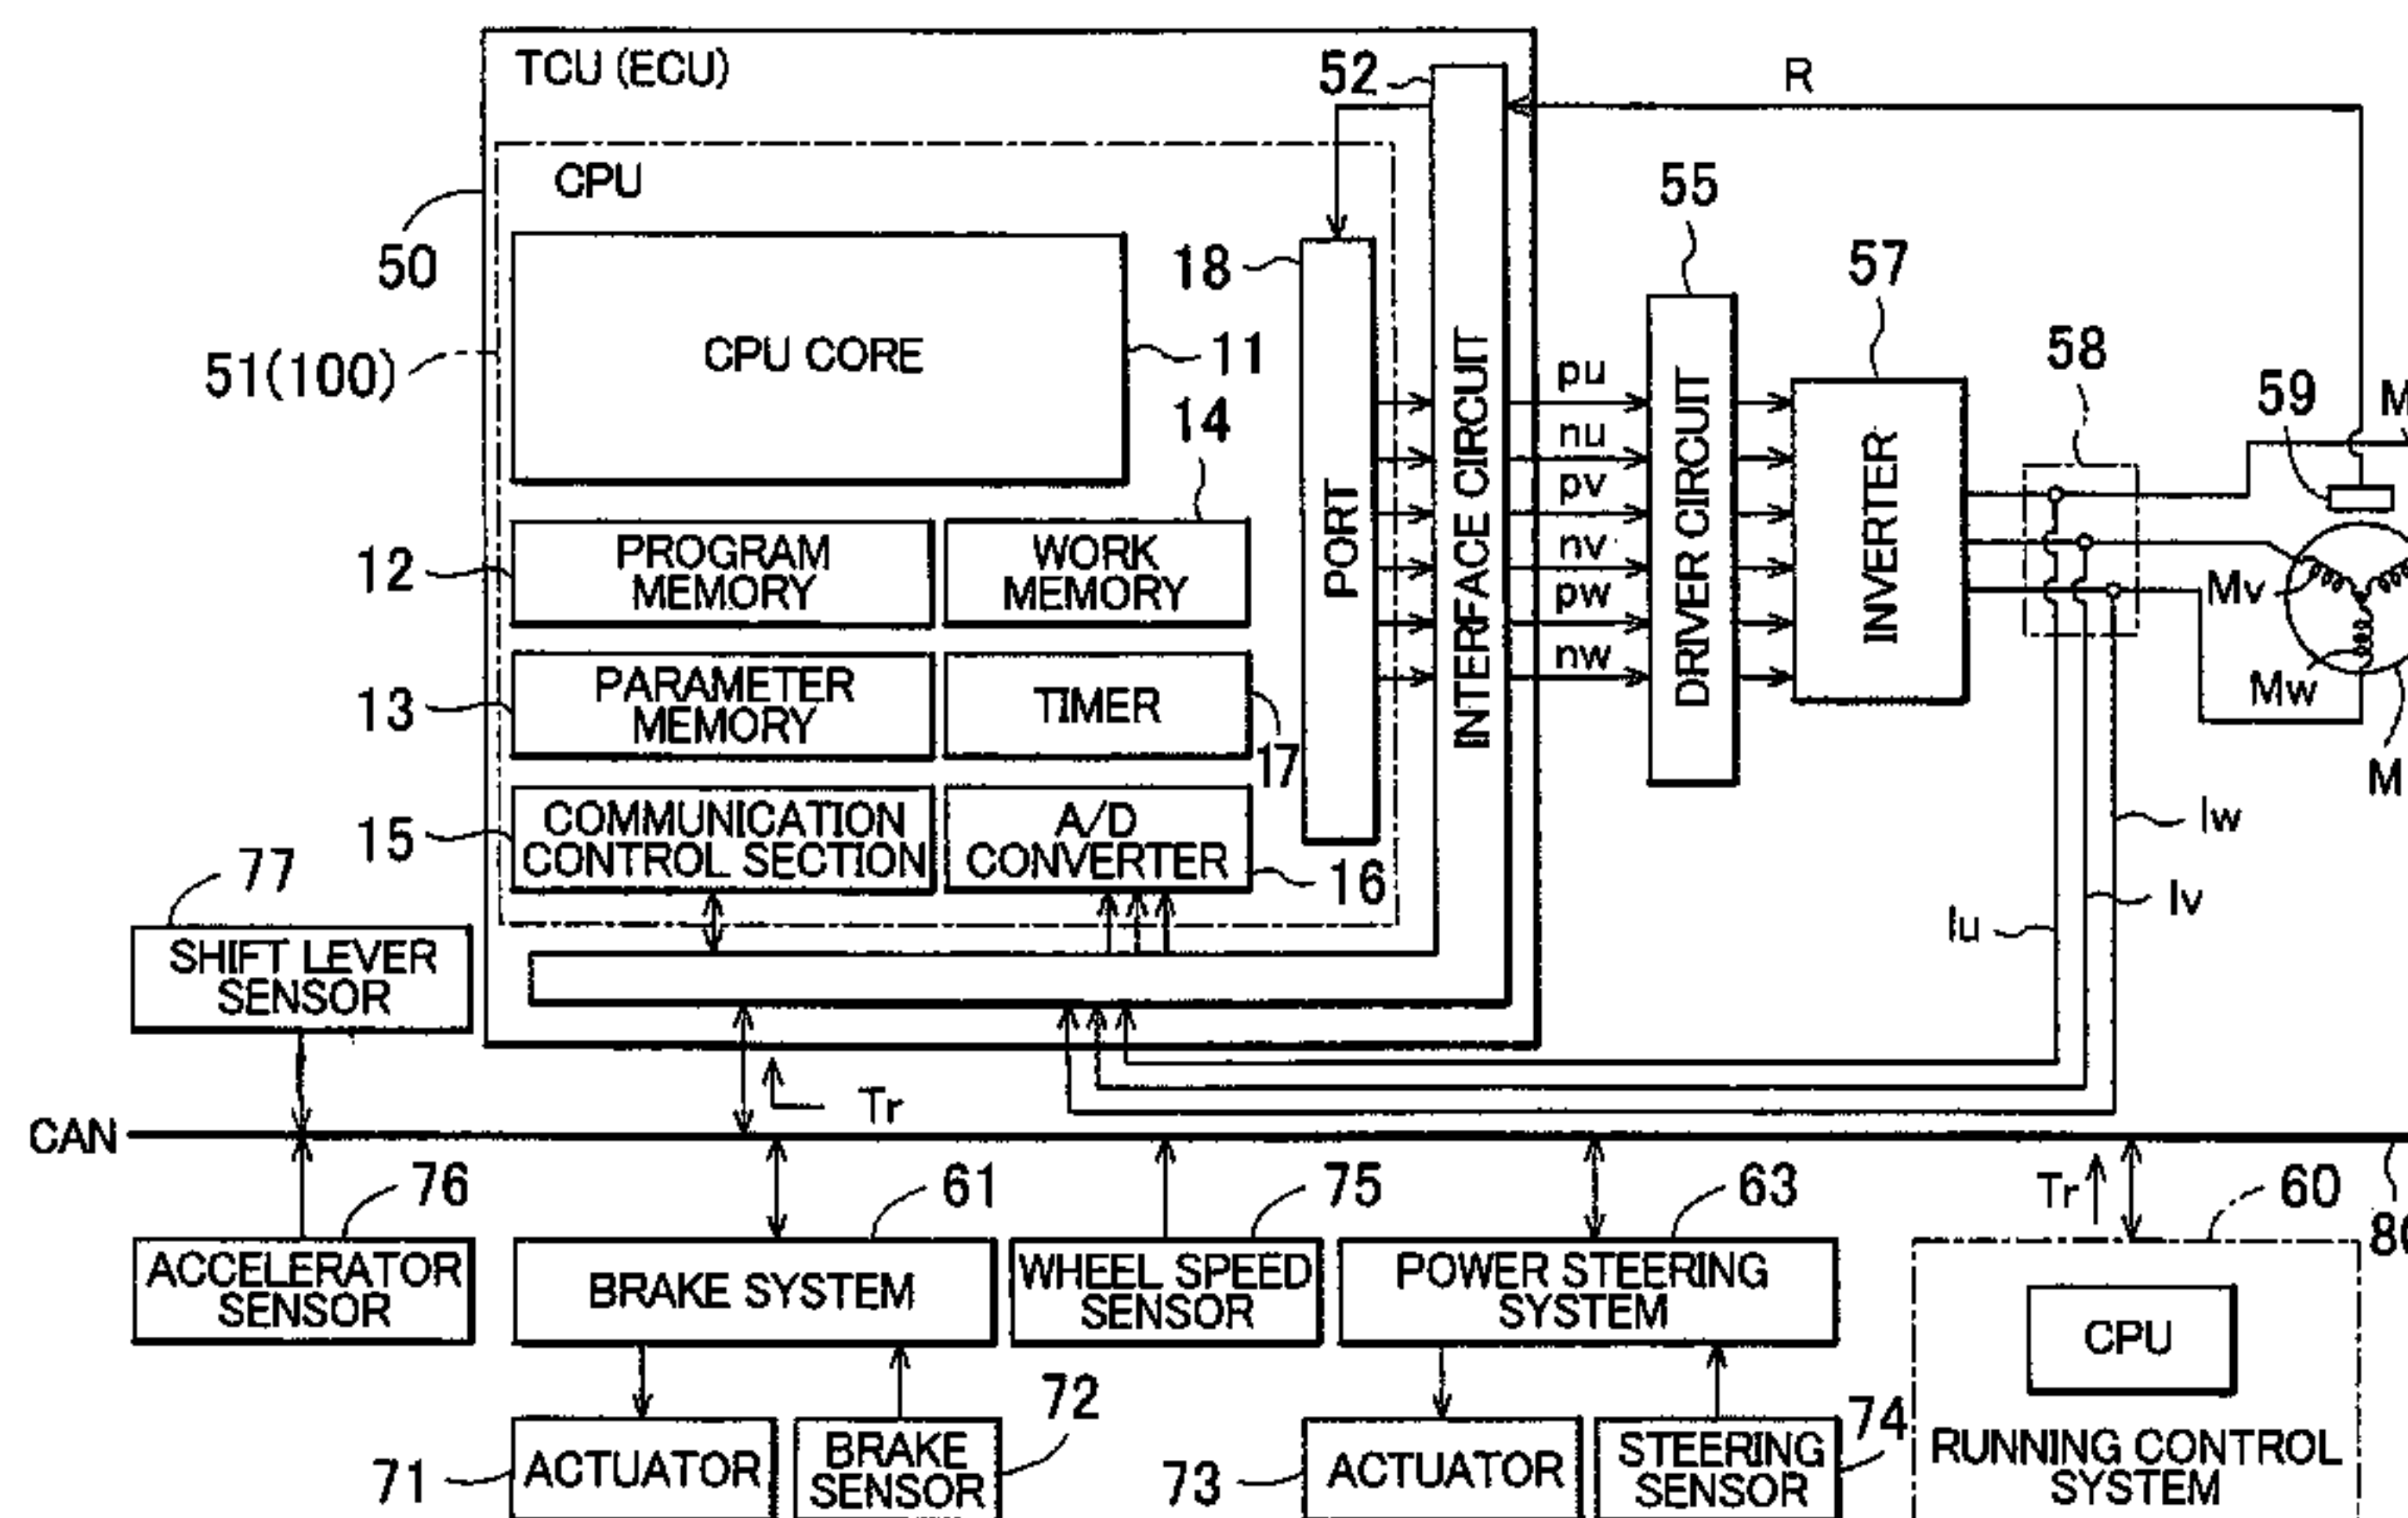 TCU (ECU)
52
R
CPU
50
55
18
57
CPU CORE
11
51(100)
58
59
14
pu
nu
pv
nv
pw
nw
PORT
INTERFACE CIRCUIT
DRIVER CIRCUIT
INVERTER
12
PROGRAM
MEMORY
WORK
MEMORY
Mv
Mw
M
13
PARAMETER
MEMORY
TIMER
17
15
COMMUNICATION
CONTROL SECTION
A/D
CONVERTER
16
Iw
Iv
Iu
77
SHIFT LEVER
SENSOR
Tr
CAN
76
61
75
63
Tr
60
ACCELERATOR
SENSOR
BRAKE SYSTEM
WHEEL SPEED
SENSOR
POWER STEERING
SYSTEM
CPU
RUNNING CONTROL
SYSTEM
71
ACTUATOR
BRAKE
SENSOR
72
73
ACTUATOR
STEERING
SENSOR
74